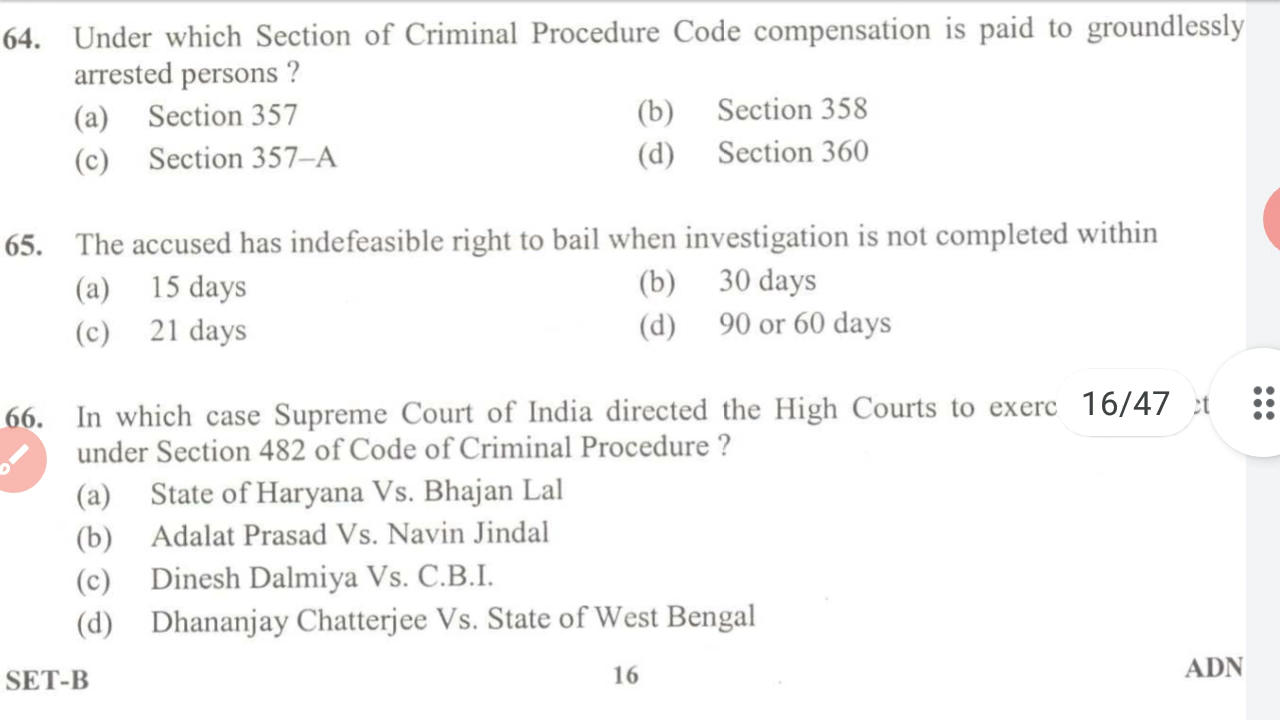 64. Under which Section of Criminal Procedure Code compensation is paid to groundlessly
arrested persons ?
(a) Section 357 (b) Section 358
(c) Section 357–A (d) Section 360
65. The accused has indefeasible right to bail when investigation is not completed within
(a) 15 days (b) 30 days
(c) 21 days (d) 90 or 60 days
66. In which case Supreme Court of India directed the High Courts to
under Section 482 of Code of Criminal Procedure ?
(a) State of Haryana Vs. Bhajan Lal
(b) Adalat Prasad Vs. Navin Jindal
(c) Dinesh Dalmiya Vs. C.B.I.
(d) Dhananjay Chatterjee Vs. State of West Bengal
16/47
SET-B 16 ADN